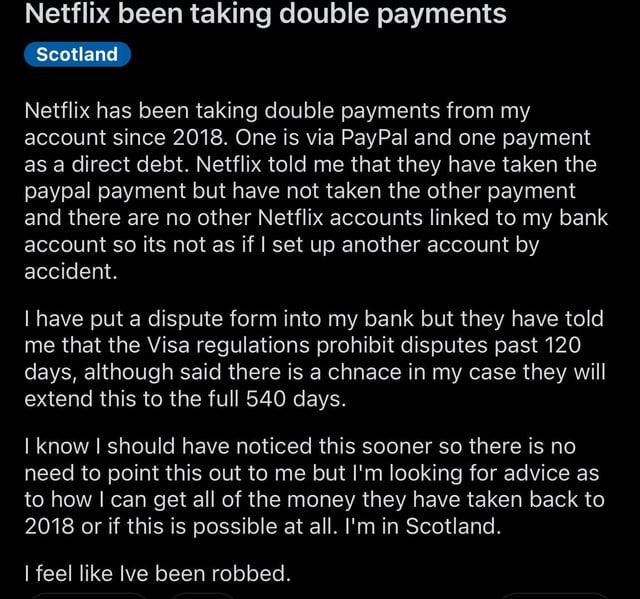 Netflix been taking double payments
Scotland
Netflix has been taking double payments from my
account since 2018. One is via PayPal and one payment
as a direct debt. Netflix told me that they have taken the
paypal payment but have not taken the other payment
and there are no other Netflix accounts linked to my bank
account so its not as if I set up another account by
accident.
I have put a dispute form into my bank but they have told
me that the Visa regulations prohibit disputes past 120
days, although said there is a chnace in my case they will
extend this to the full 540 days.
I know I should have noticed this sooner so there is no
need to point this out to me but I'm looking for advice as
to how I can get all of the money they have taken back to
2018 or if this is possible at all. I'm in Scotland.
I feel like Ive been robbed.